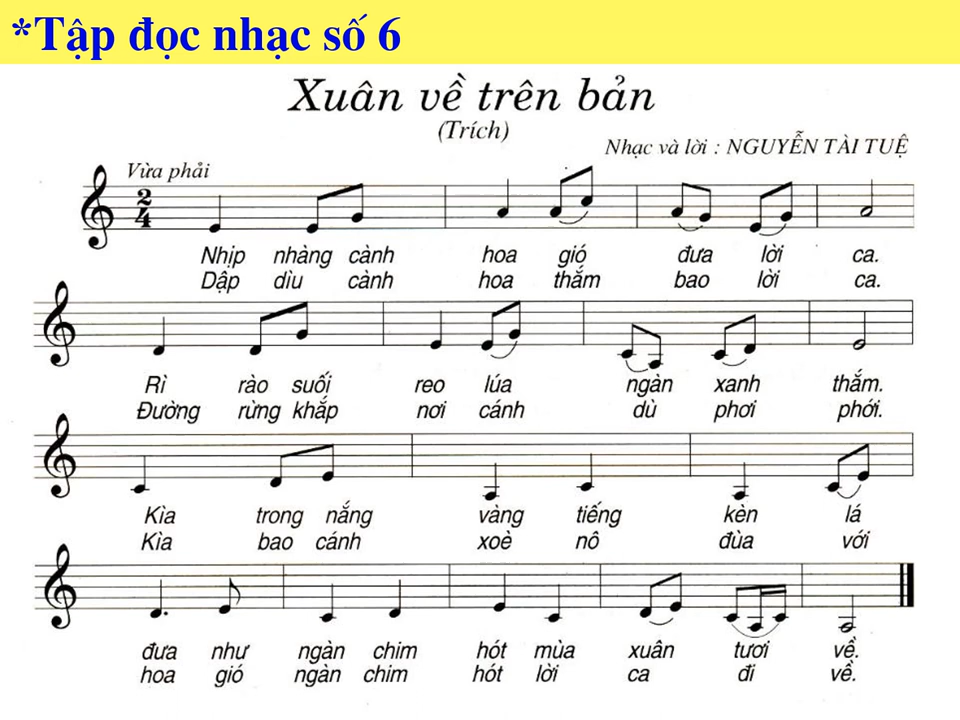 *Tập đọc nhạc số 6
Xuân về trên bản
(Trích)
Nhạc và lời : NGUYỄN TÀI TUỆ
Vừa phải
2
4
Nhịp nhàng cành hoa gió đưa lời ca.
Dập dìu cành hoa thắm bao lời ca.
Rì rào suối reo lúa ngàn xanh thắm.
Đường rừng khắp nơi cánh dù phơi phới.
Kìa trong nắng vàng tiếng kèn lá
Kìa bao cánh xoè nô đùa với
đưa như ngàn chim hót mùa xuân tươi về.
hoa gió ngàn chim hót lời ca đi về.